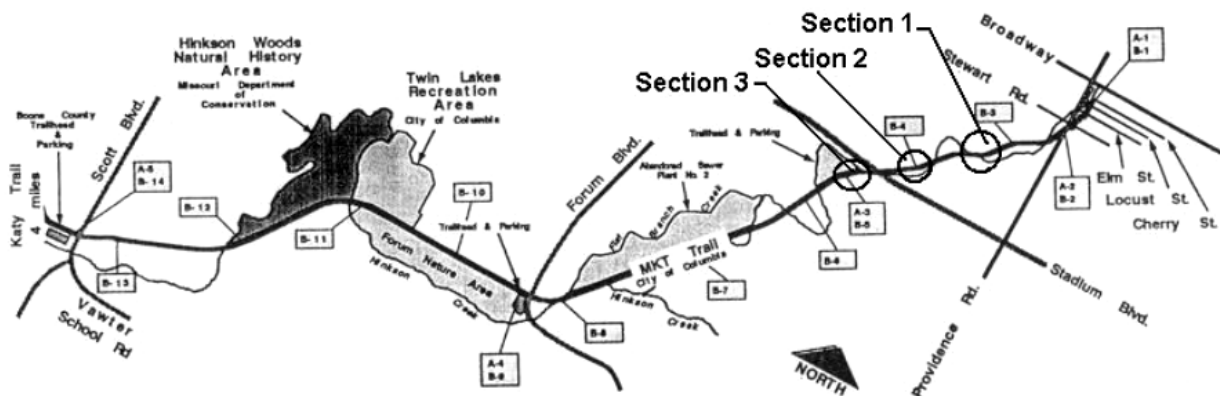 Section 1
Section 2
Section 3
Broadway
A-1
B-1
Stewart Rd.
Hinkson Woods
Natural History
Area
Missouri Department
of
Conservation
Twin Lakes
Recreation
Area
City of Columbia
Boone County
Trailhead
&
Parking
Scott Blvd.
Katy Trail
4 miles
A-5
B-14
B-12
B-13
Vawter
School Rd
B-11
B-10
Trailhead & Parking
Forum Nature Area
Hinkson
Creek
Forum Blvd.
A-4
B-9
B-8
Trailhead & Parking
Abandoned Sewer
Plant No. 2
Flat Branch Creek
MKT Trail
City of Columbia
B-7
Hinkson
Creek
B-6
A-3
B-5
B-4
B-3
A-2
B-2
Elm St.
Locust St.
Cherry St.
Stadium Blvd.
Providence Rd.
NORTH